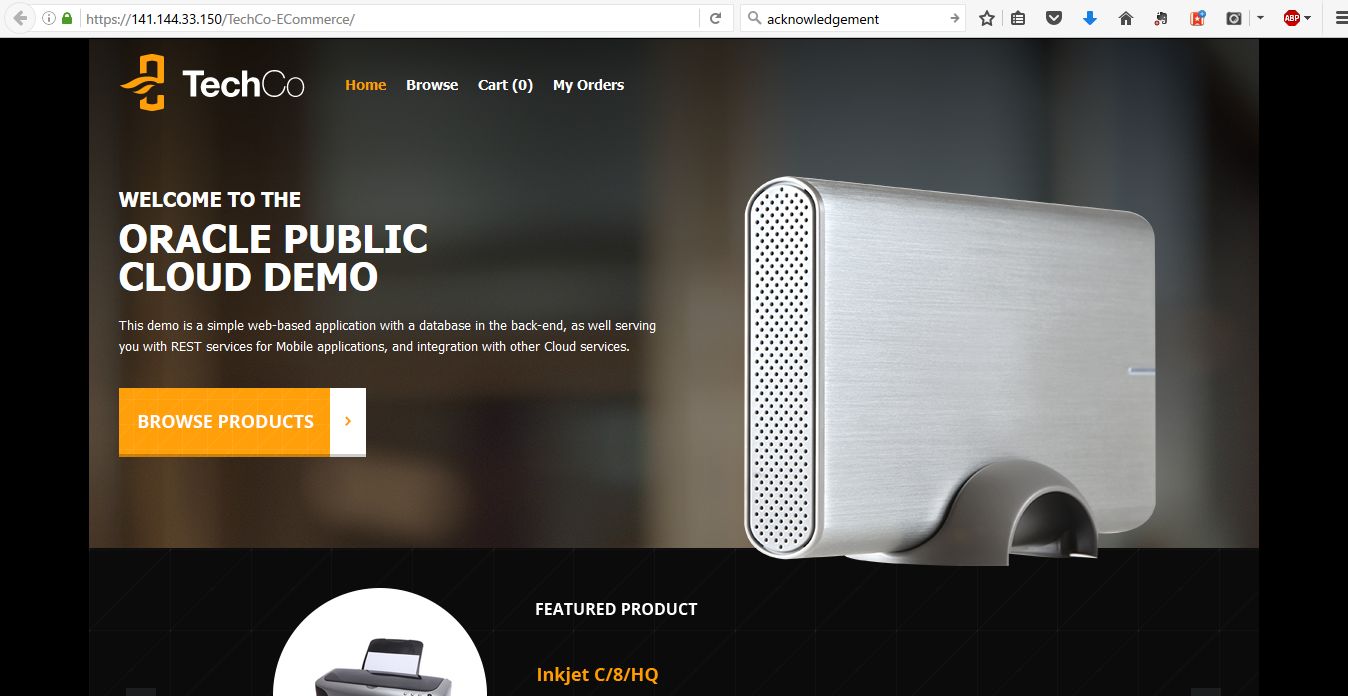 https://141.144.33.150/TechCo-ECommerce/
acknowledgement
ABP
TechCo
Home Browse Cart (0) My Orders
WELCOME TO THE
ORACLE PUBLIC
CLOUD DEMO
This demo is a simple web-based application with a database in the back-end, as well serving
you with REST services for Mobile applications, and integration with other Cloud services.
BROWSE PRODUCTS ›
FEATURED PRODUCT
Inkjet C/8/HQ